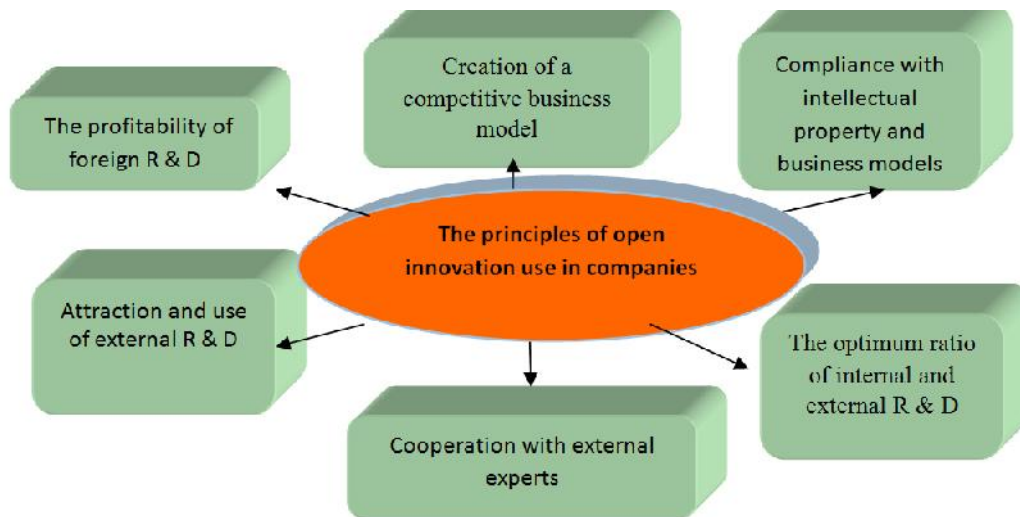 Creation of a
competitive business
model
Compliance with
intellectual
property and
business models
The profitability of
foreign R & D
The principles of open
innovation use in companies
Attraction and use
of external R & D
The optimum ratio
of internal and
external R & D
Cooperation with external
experts